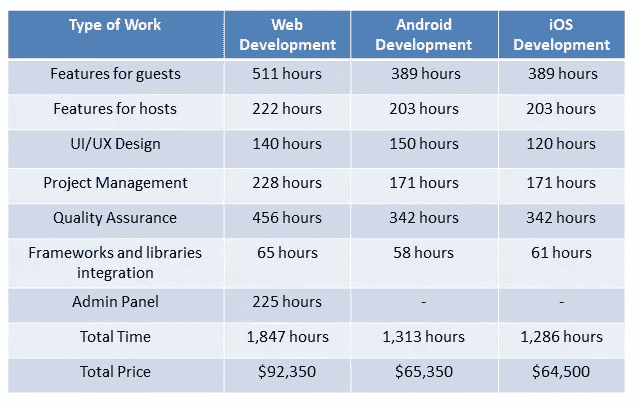 Type of Work Web Development Android Development iOS Development
Features for guests 511 hours 389 hours 389 hours
Features for hosts 222 hours 203 hours 203 hours
UI/UX Design 140 hours 150 hours 120 hours
Project Management 228 hours 171 hours 171 hours
Quality Assurance 456 hours 342 hours 342 hours
Frameworks and libraries integration 65 hours 58 hours 61 hours
Admin Panel 225 hours - -
Total Time 1,847 hours 1,313 hours 1,286 hours
Total Price $92,350 $65,350 $64,500